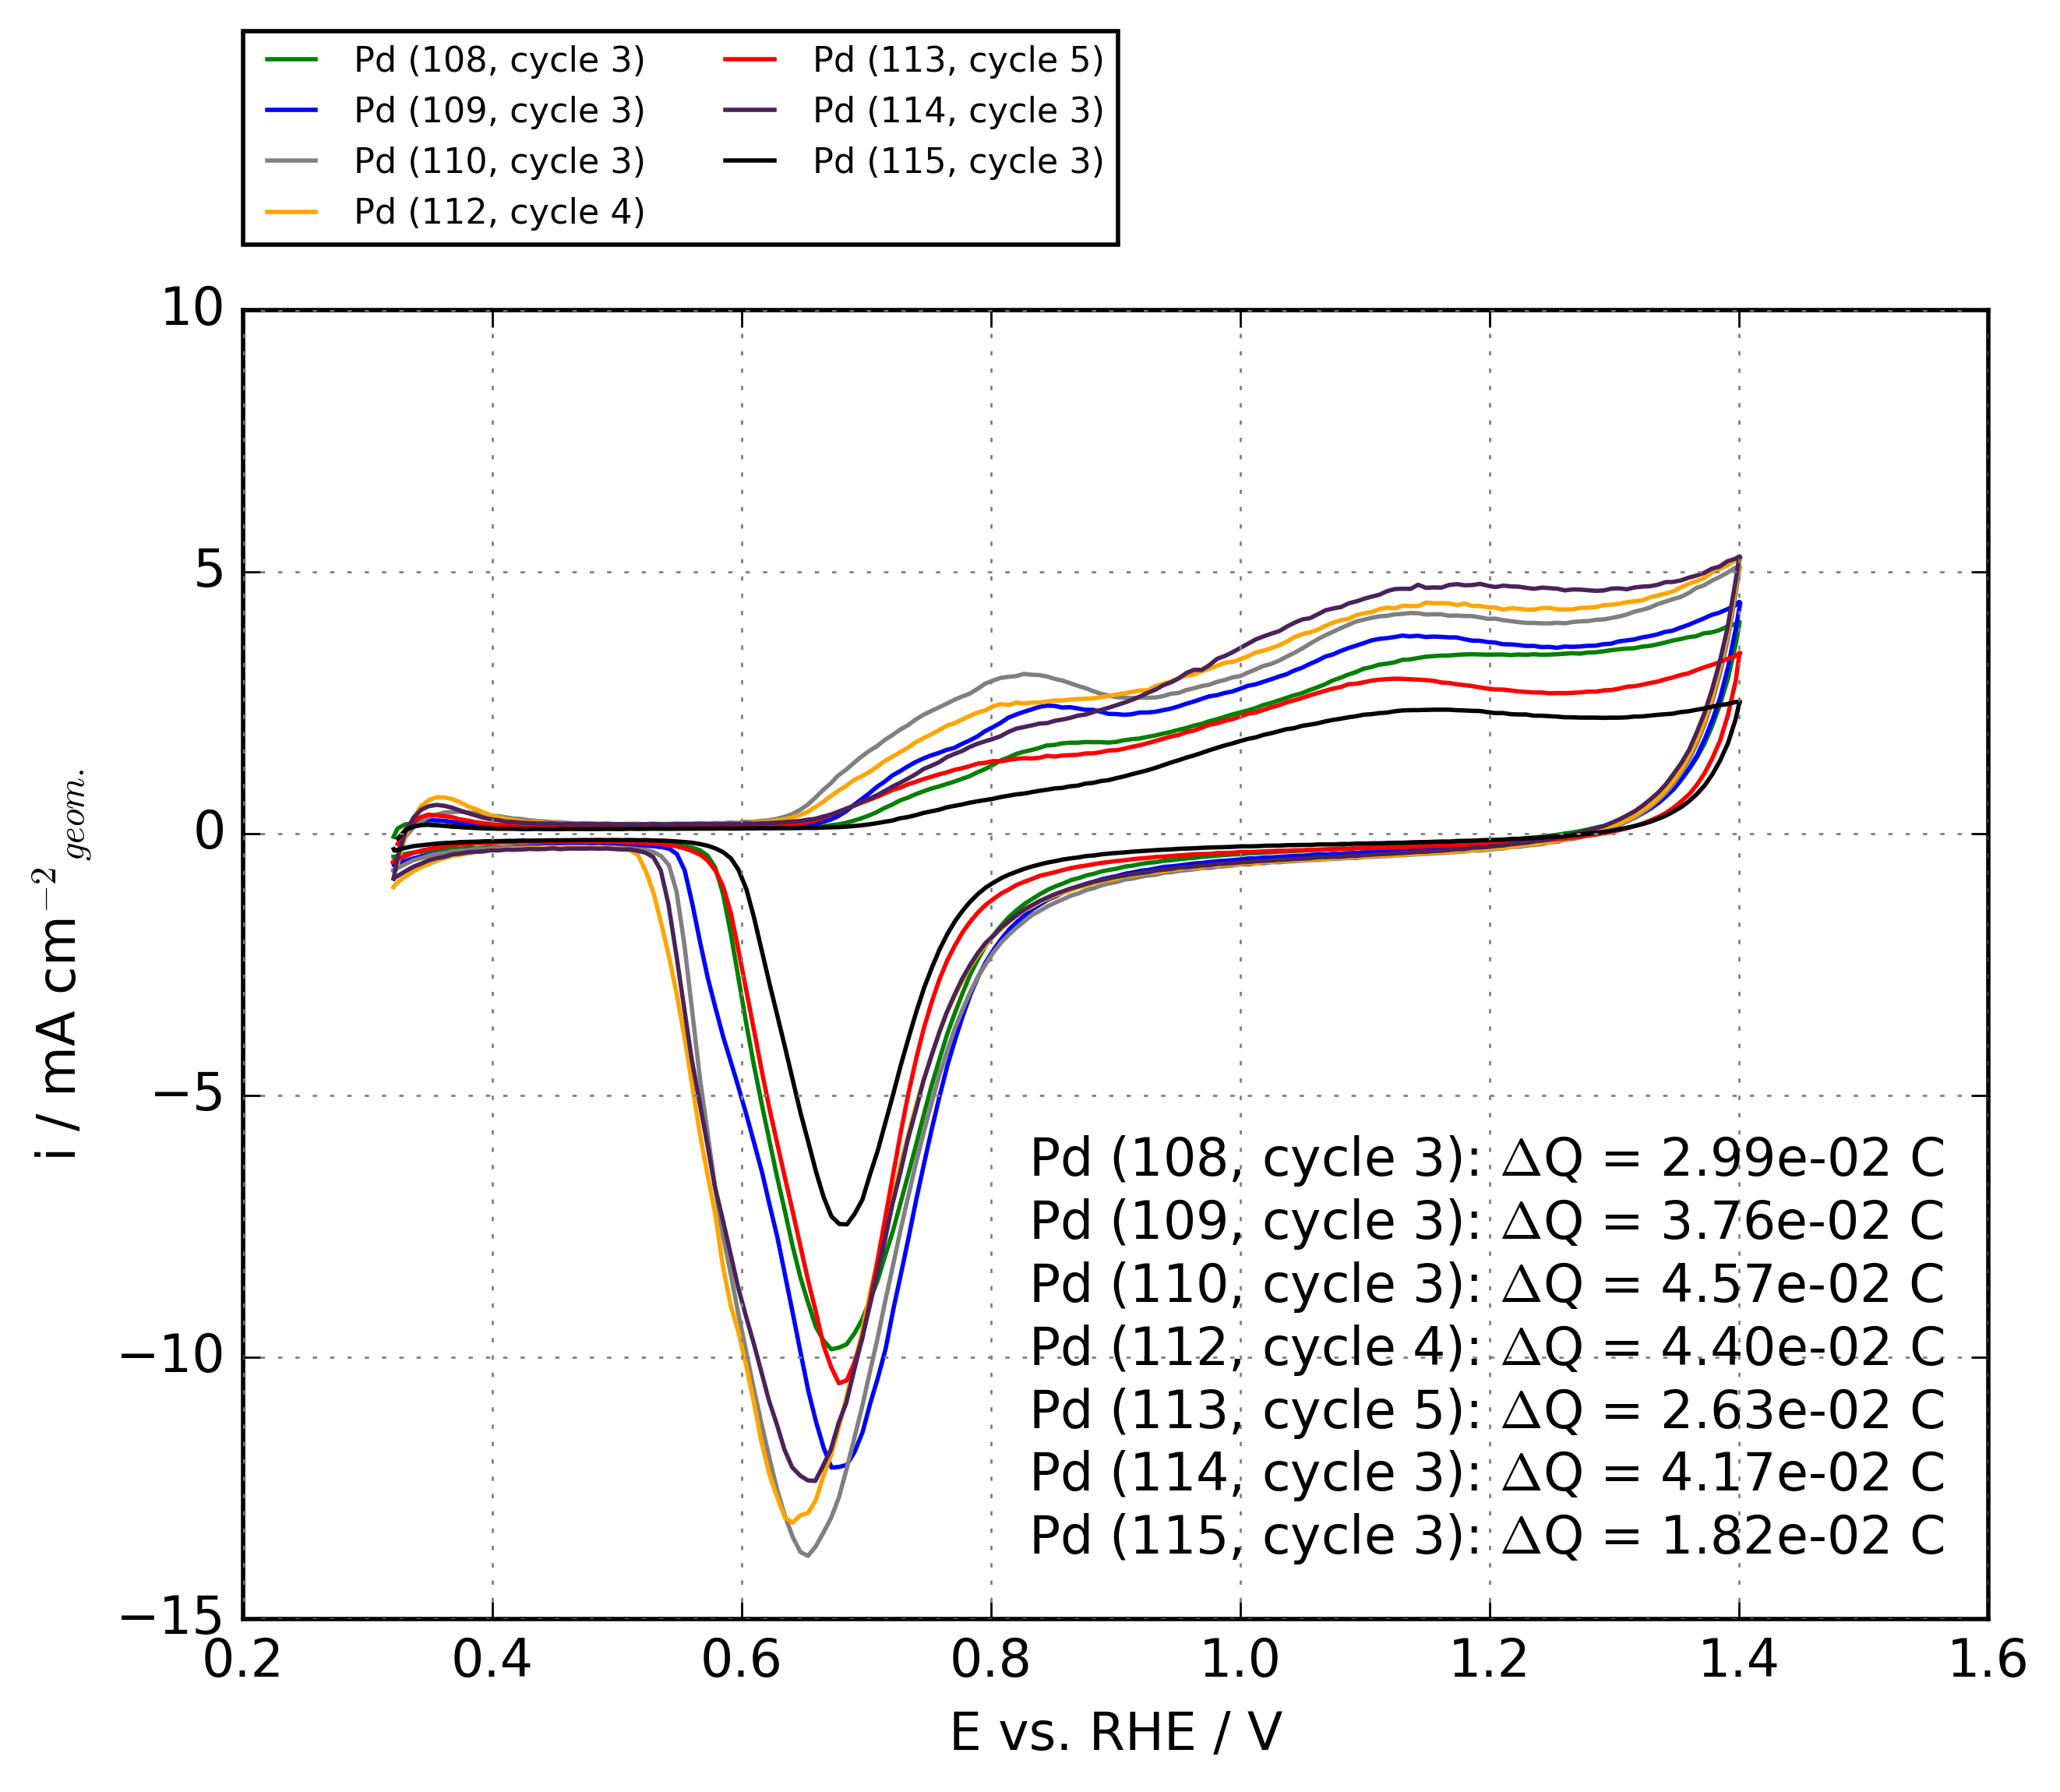 Pd (108, cycle 3)
Pd (109, cycle 3)
Pd (110, cycle 3)
Pd (112, cycle 4)
Pd (113, cycle 5)
Pd (114, cycle 3)
Pd (115, cycle 3)
10
5
0
−5
−10
−15
i / mA cm⁻² geom.
Pd (108, cycle 3): ΔQ = 2.99e-02 C
Pd (109, cycle 3): ΔQ = 3.76e-02 C
Pd (110, cycle 3): ΔQ = 4.57e-02 C
Pd (112, cycle 4): ΔQ = 4.40e-02 C
Pd (113, cycle 5): ΔQ = 2.63e-02 C
Pd (114, cycle 3): ΔQ = 4.17e-02 C
Pd (115, cycle 3): ΔQ = 1.82e-02 C
0.2 0.4 0.6 0.8 1.0 1.2 1.4 1.6
E vs. RHE / V